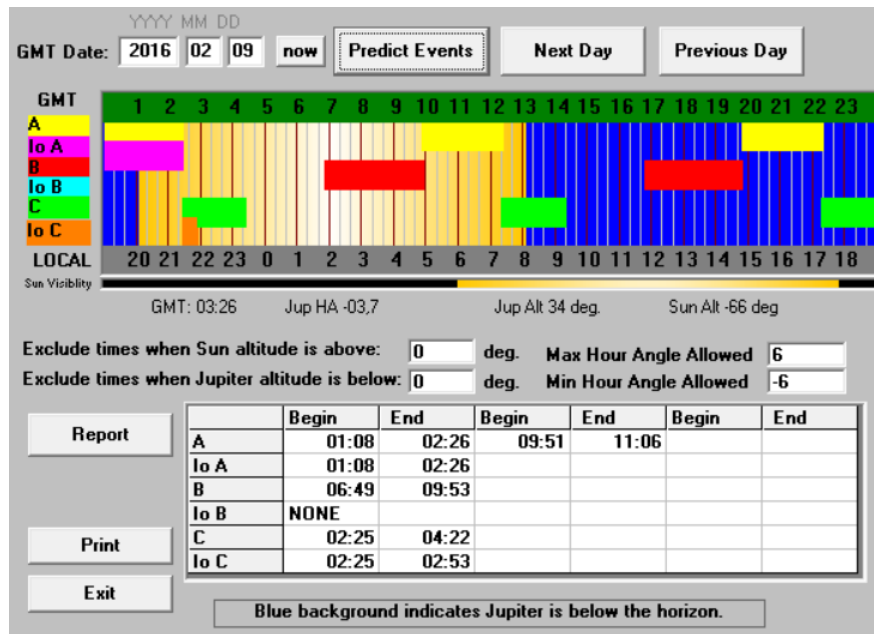 YYYY MM DD
GMT Date: 2016 02 09 now Predict Events Next Day Previous Day
GMT 1 2 3 4 5 6 7 8 9 10 11 12 13 14 15 16 17 18 19 20 21 22 23
A
Io A
B
Io B
C
Io C
LOCAL 20 21 22 23 0 1 2 3 4 5 6 7 8 9 10 11 12 13 14 15 16 17 18
Sun Visiblity
GMT: 03:26 Jup HA -03,7 Jup Alt 34 deg. Sun Alt -66 deg
Exclude times when Sun altitude is above: 0 deg. Max Hour Angle Allowed 6
Exclude times when Jupiter altitude is below: 0 deg. Min Hour Angle Allowed -6
Report
Begin End Begin End Begin End
A 01:08 02:26 09:51 11:06
Io A 01:08 02:26
B 06:49 09:53
Io B NONE
C 02:25 04:22
Io C 02:25 02:53
Print
Exit
Blue background indicates Jupiter is below the horizon.